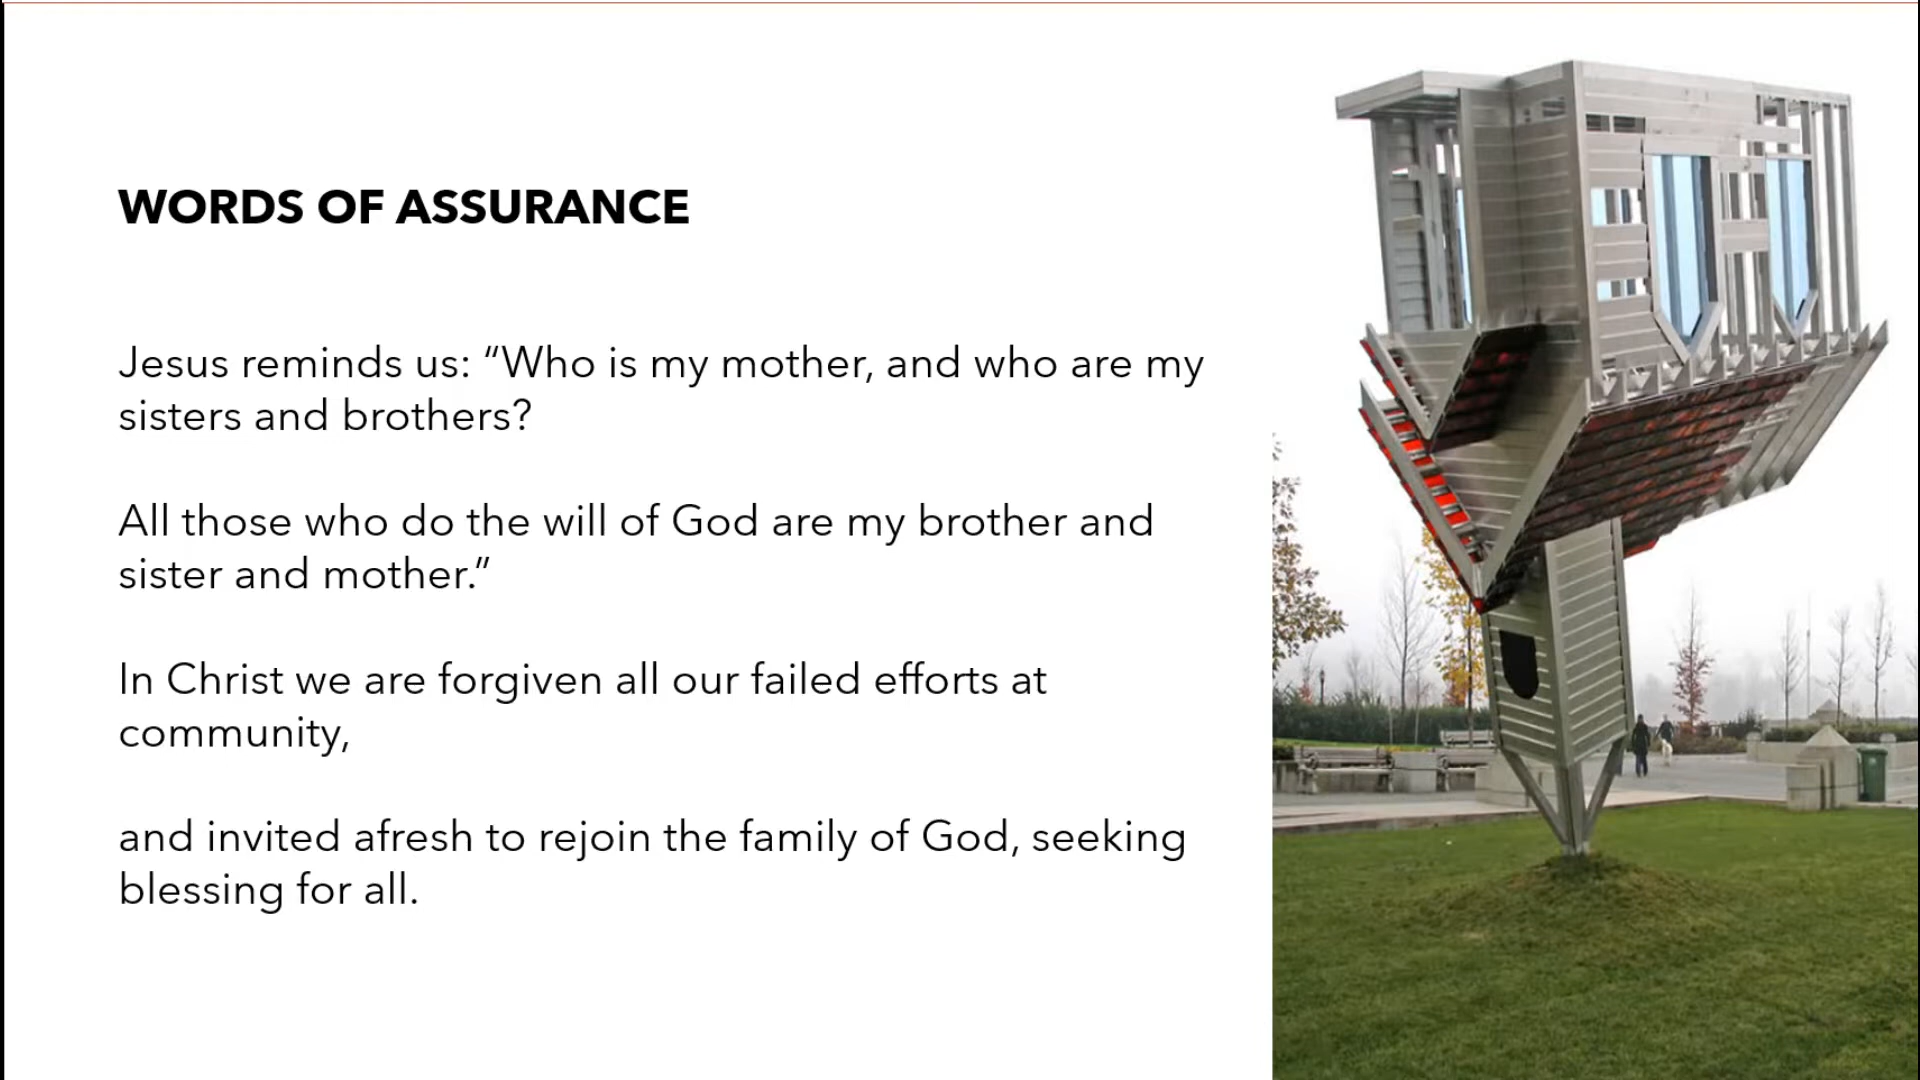 WORDS OF ASSURANCE
Jesus reminds us: “Who is my mother, and who are my
sisters and brothers?
All those who do the will of God are my brother and
sister and mother.”
In Christ we are forgiven all our failed efforts at
community,
and invited afresh to rejoin the family of God, seeking
blessing for all.